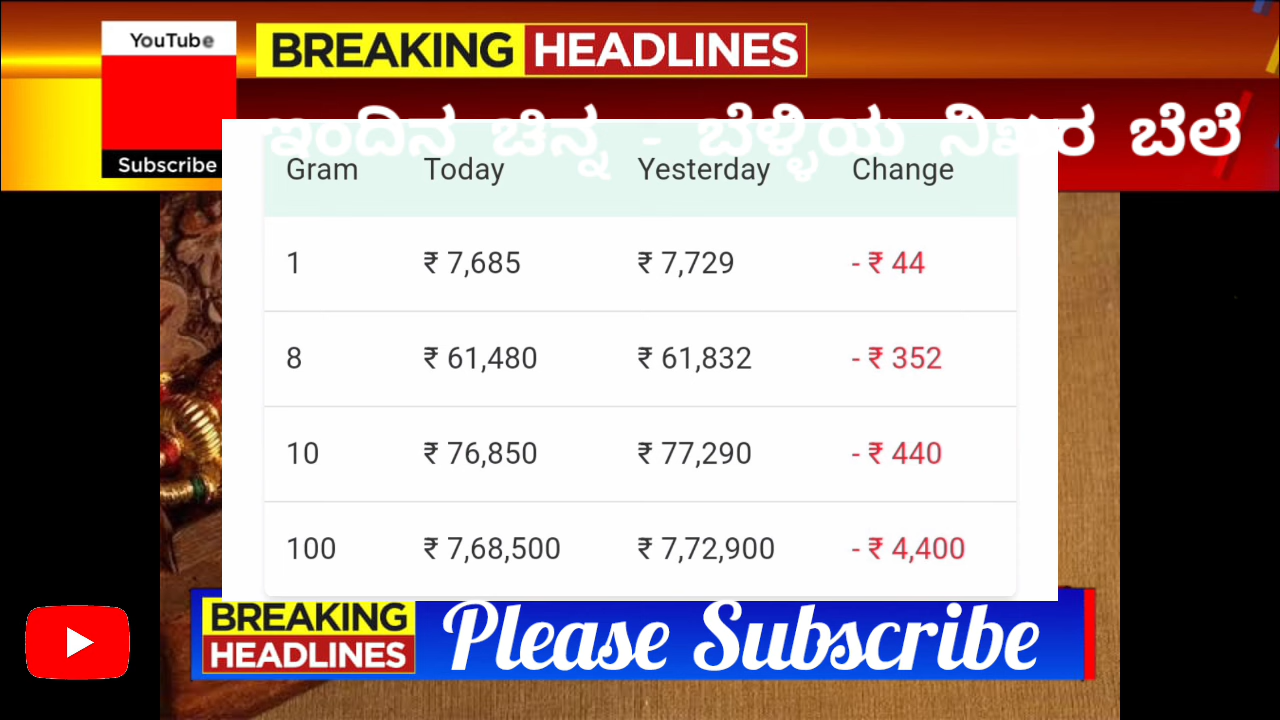 YouTube
BREAKING HEADLINES
ಇಂದಿನ ಚಿನ್ನ - ಬೆಳ್ಳಿಯ ನಿಖರ ಬೆಲೆ
Subscribe
Gram Today Yesterday Change
1 ₹ 7,685 ₹ 7,729 - ₹ 44
8 ₹ 61,480 ₹ 61,832 - ₹ 352
10 ₹ 76,850 ₹ 77,290 - ₹ 440
100 ₹ 7,68,500 ₹ 7,72,900 - ₹ 4,400
BREAKING
HEADLINES
Please Subscribe